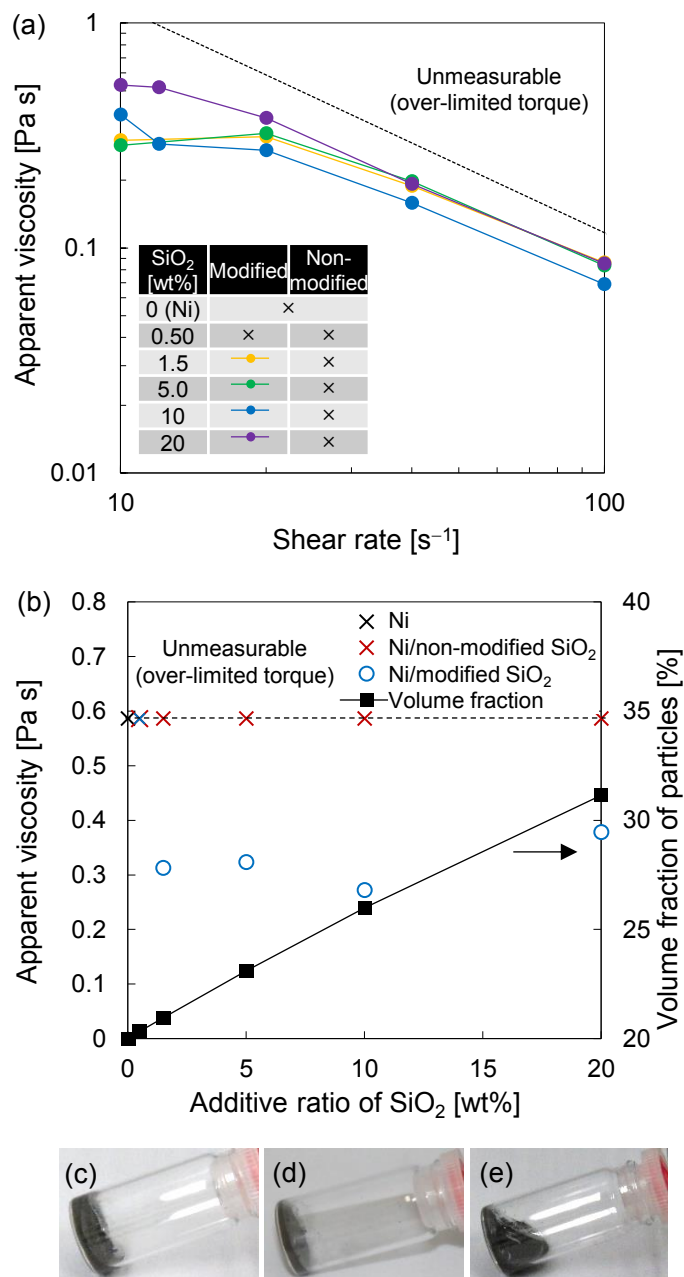 (a)
1
0.1
0.01
Apparent viscosity [Pa s]
Unmeasurable
(over-limited torque)
SiO₂
[wt%]
Modified
Non-
modified
0 (Ni) ×
0.50 × ×
1.5 ×
5.0 ×
10 ×
20 ×
10 100
Shear rate [s⁻¹]
(b)
0.8
0.7
0.6
0.5
0.4
0.3
0.2
0.1
0
Apparent viscosity [Pa s]
Unmeasurable
(over-limited torque)
Ni
Ni/non-modified SiO₂
Ni/modified SiO₂
Volume fraction
40
35
30
25
20
Volume fraction of particles [%]
0 5 10 15 20
Additive ratio of SiO₂ [wt%]
(c) (d) (e)